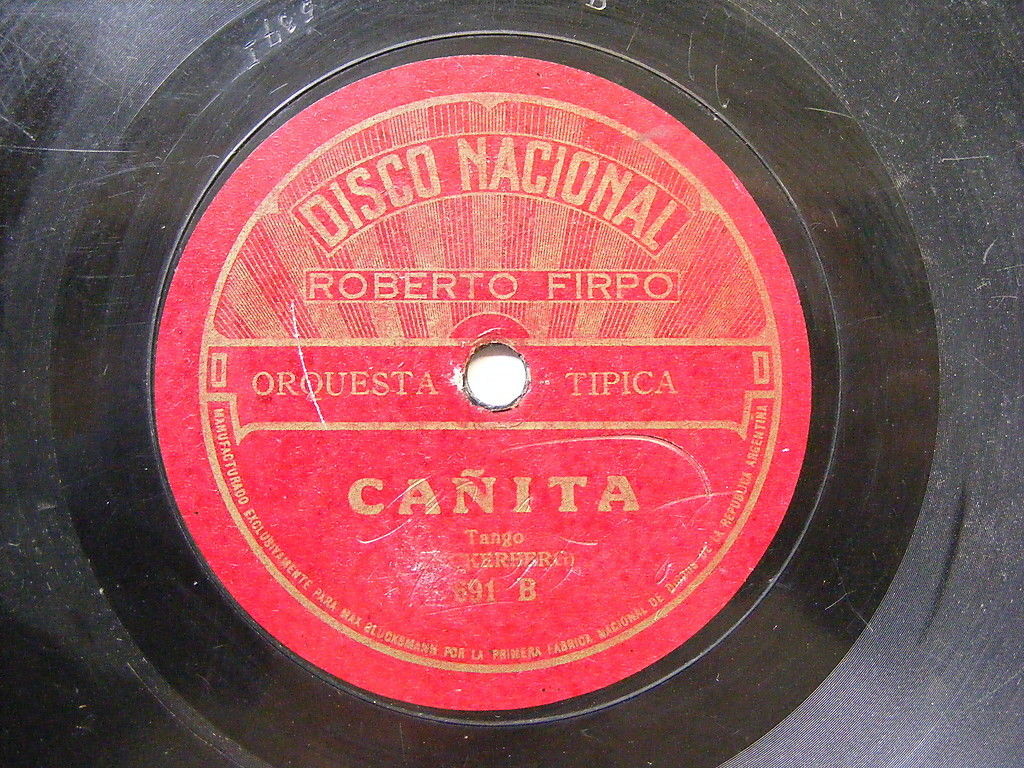 DISCO NACIONAL
ROBERTO FIRPO
ORQUESTA TIPICA
CAÑITA
Tango
691 B
MANUFACTURADO EXCLUSIVAMENTE PARA MAX GLUCKSMANN POR LA PRIMERA FABRICA NACIONAL DE DISCOS DE LA REPUBLICA ARGENTINA